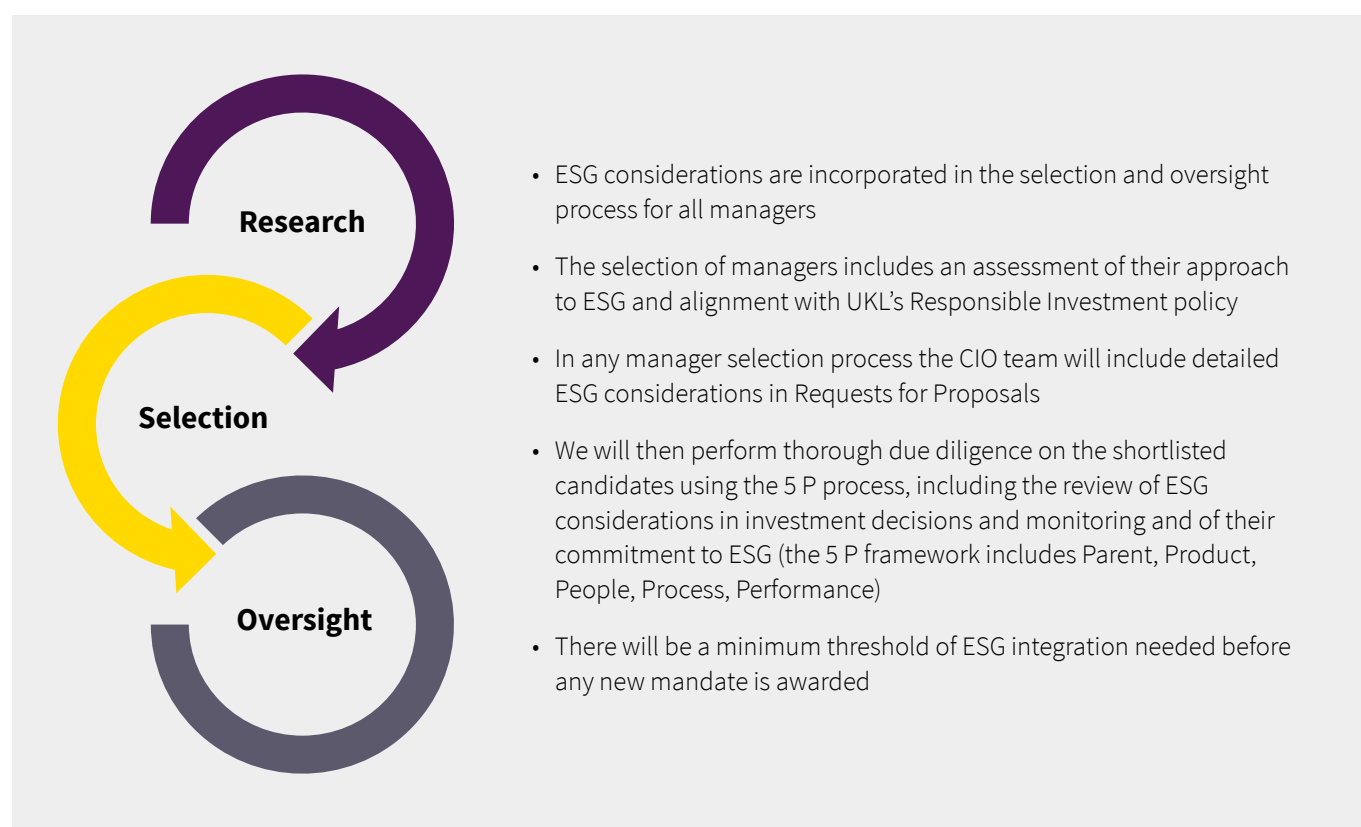 Research
Selection
Oversight
• ESG considerations are incorporated in the selection and oversight
process for all managers
• The selection of managers includes an assessment of their approach
to ESG and alignment with UKL’s Responsible Investment policy
• In any manager selection process the CIO team will include detailed
ESG considerations in Requests for Proposals
• We will then perform thorough due diligence on the shortlisted
candidates using the 5 P process, including the review of ESG
considerations in investment decisions and monitoring and of their
commitment to ESG (the 5 P framework includes Parent, Product,
People, Process, Performance)
• There will be a minimum threshold of ESG integration needed before
any new mandate is awarded